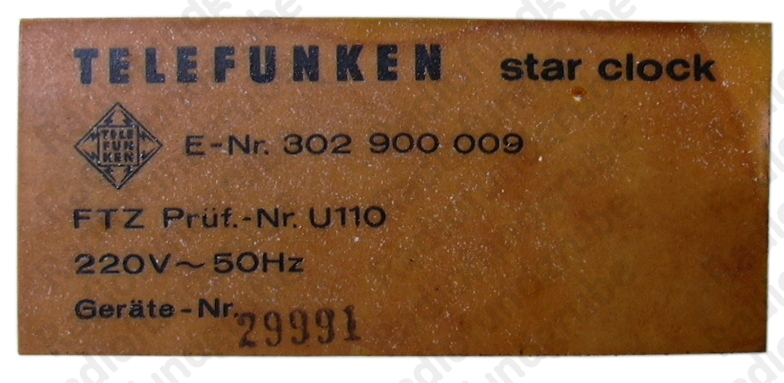 TELEFUNKEN star clock
TELE
FUN
KEN
E-Nr. 302 900 009
FTZ Prüf.-Nr. U110
220V~50Hz
Geräte-Nr. 29991